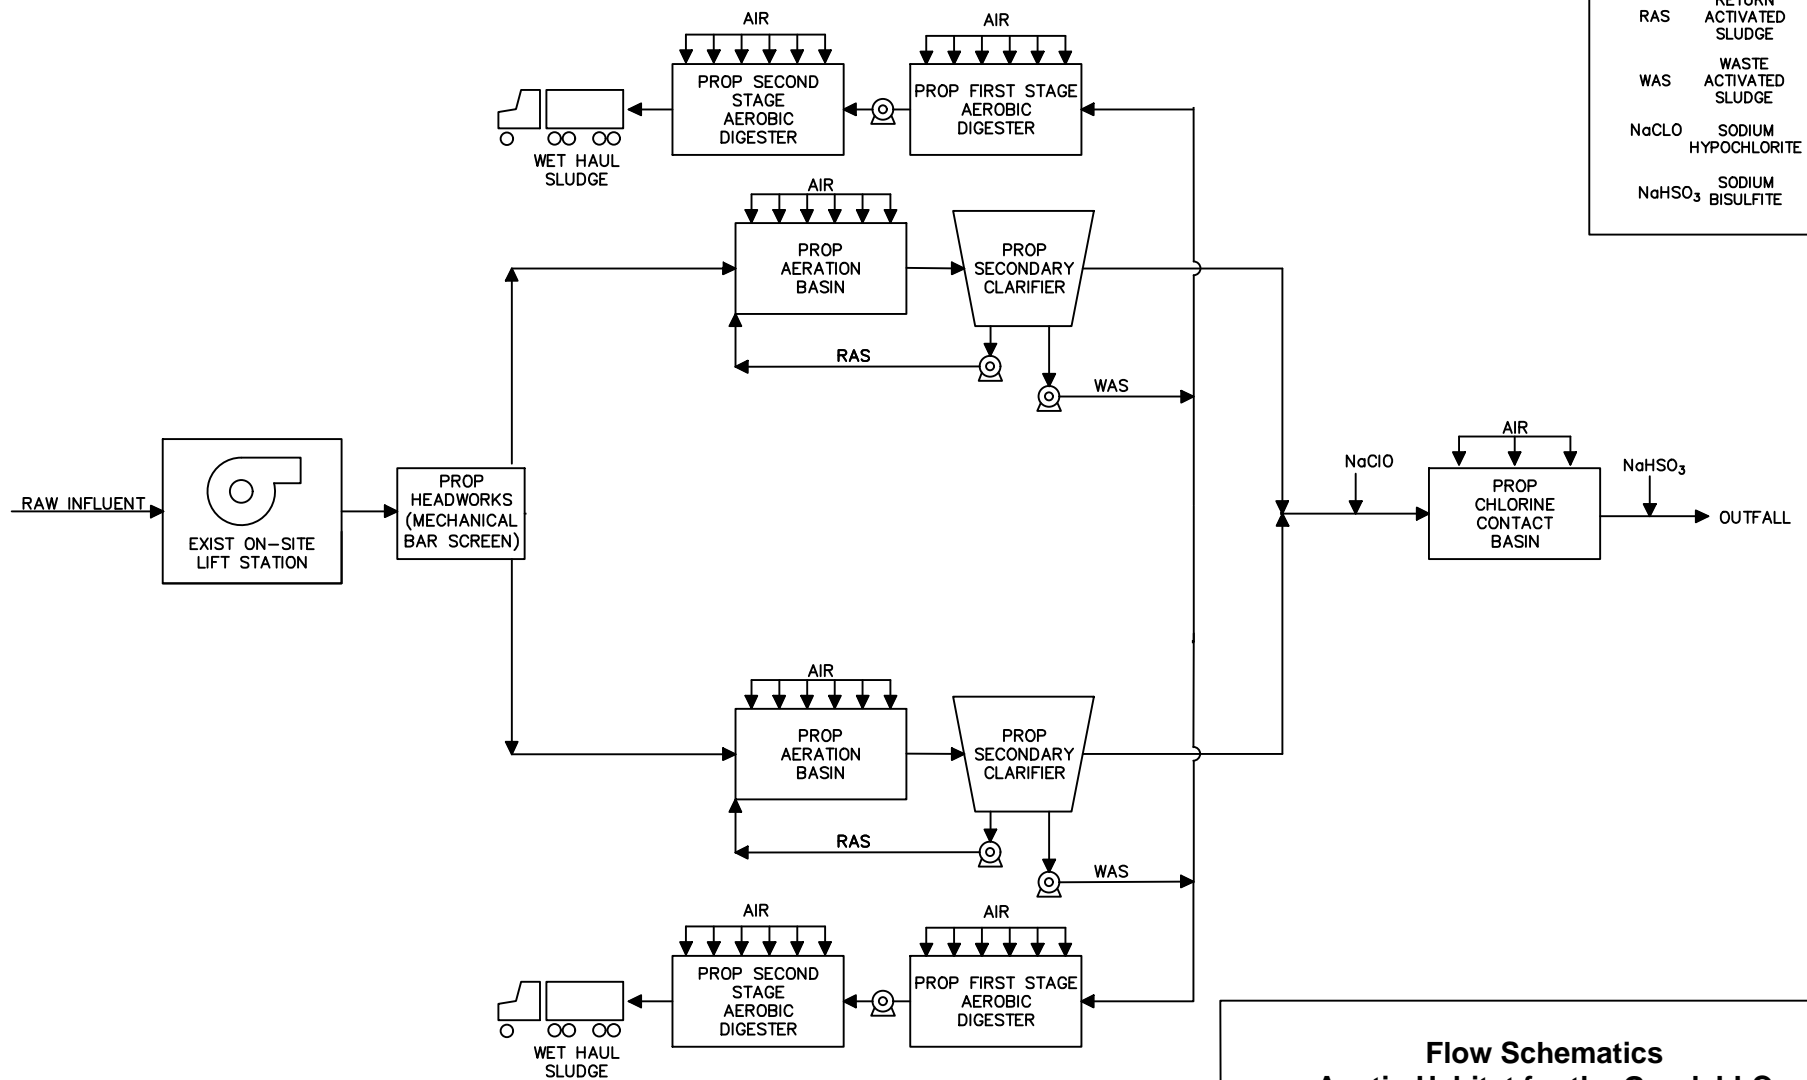 AIR
AIR
PROP SECOND
STAGE
AEROBIC
DIGESTER
PROP FIRST STAGE
AEROBIC
DIGESTER
WET HAUL
SLUDGE
RETURN
RAS ACTIVATED
SLUDGE
WASTE
WAS ACTIVATED
SLUDGE
NaCLO SODIUM
HYPOCHLORITE
NaHSO3 SODIUM
BISULFITE
AIR
PROP
AERATION
BASIN
PROP
SECONDARY
CLARIFIER
RAS
WAS
RAW INFLUENT
EXIST ON-SITE
LIFT STATION
PROP
HEADWORKS
(MECHANICAL
BAR SCREEN)
NaClO
AIR
PROP
CHLORINE
CONTACT
BASIN
NaHSO3
OUTFALL
AIR
PROP
AERATION
BASIN
PROP
SECONDARY
CLARIFIER
RAS
WAS
AIR
AIR
PROP SECOND
STAGE
AEROBIC
DIGESTER
PROP FIRST STAGE
AEROBIC
DIGESTER
WET HAUL
SLUDGE
Flow Schematics